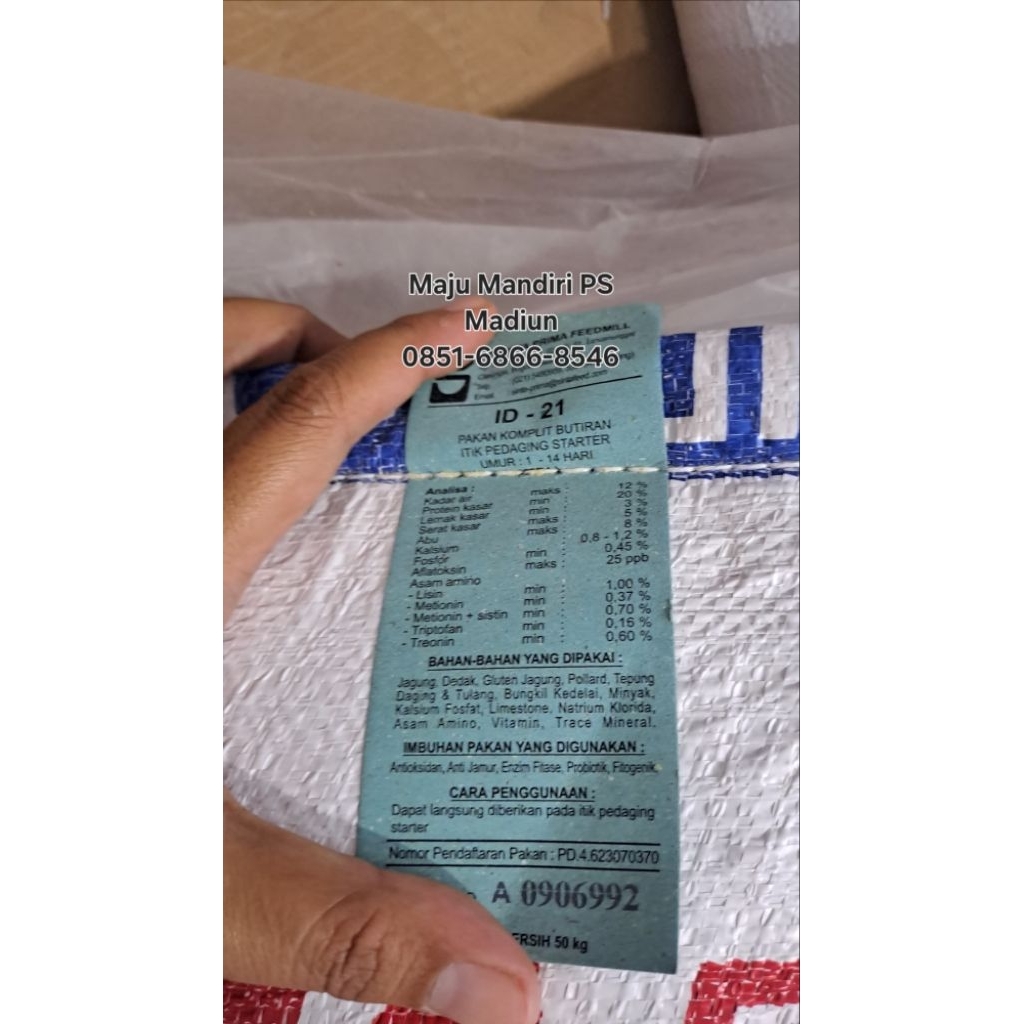 Maju Mandiri PS
Madiun
0851-6866-8546
PRIMA FEEDMILL
ID - 21
PAKAN KOMPLIT BUTIRAN
ITIK PEDAGING STARTER
UMUR : 1 - 14 HARI
Analisa :
Kadar air maks : 12 %
Protein kasar min : 20 %
Lemak kasar min : 3 %
Serat kasar maks : 5 %
Abu maks : 8 %
Kalsium : 0,8 - 1,2 %
Fosfor min : 0,45 %
Aflatoksin maks : 25 ppb
Asam amino
- Lisin min : 1,00 %
- Metionin min : 0,37 %
- Metionin + sistin min : 0,70 %
- Triptofan min : 0,16 %
- Treonin min : 0,60 %
BAHAN-BAHAN YANG DIPAKAI :
Jagung, Dedak, Gluten Jagung, Pollard, Tepung
Daging & Tulang, Bungkil Kedelai, Minyak,
Kalsium Fosfat, Limestone, Natrium Klorida,
Asam Amino, Vitamin, Trace Mineral.
IMBUHAN PAKAN YANG DIGUNAKAN :
Antioksidan, Anti Jamur, Enzim Fitase, Probiotik, Fitogenik.
CARA PENGGUNAAN :
Dapat langsung diberikan pada itik pedaging
starter
Nomor Pendaftaran Pakan : PD.4.623070370
A 0906992
ERSIH 50 kg